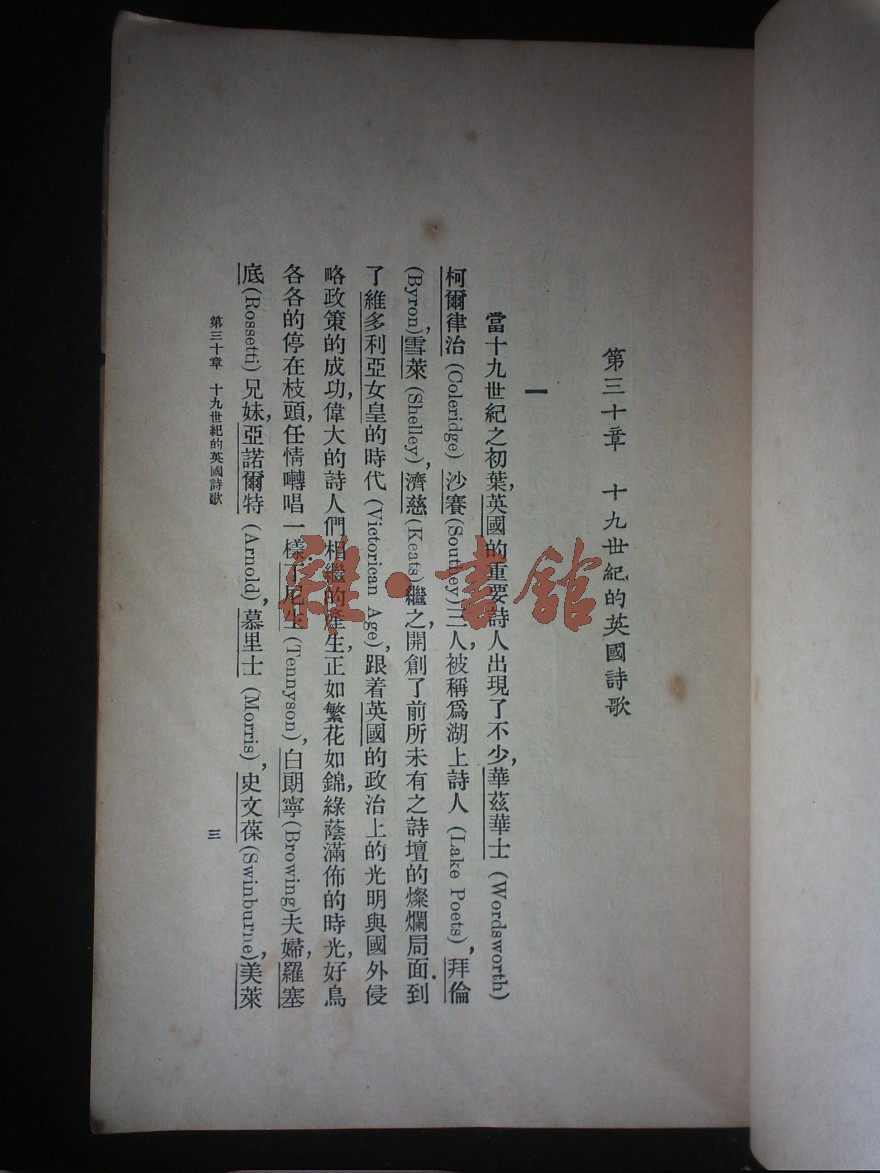 第三十章　十九世紀的英國詩歌
一
當十九世紀之初葉，英國的重要詩人出現了不少，華茲華士 (Wordsworth)
柯爾律治 (Coleridge) 沙賽 (Southey) 三人，被稱爲湖上詩人 (Lake Poets)，拜倫
(Byron)，雪萊 (Shelley)，濟慈 (Keats) 繼之，開創了前所未有之詩壇的燦爛局面．到
了維多利亞女皇的時代 (Victorican Age)，跟着英國的政治上的光明與國外侵
略政策的成功，偉大的詩人們相繼的產生，正如繁花如錦，綠蔭滿佈的時光，好鳥
各各的停在枝頭，任情囀唱一樣．丁尼生 (Tennyson)，白朗寧 (Browing) 夫婦，羅塞
底 (Rossetti) 兄妹，亞諾爾特 (Arnold)，慕里士 (Morris)，史文葆 (Swinburne)，美萊
第三十章　十九世紀的英國詩歌
三
雜·書館